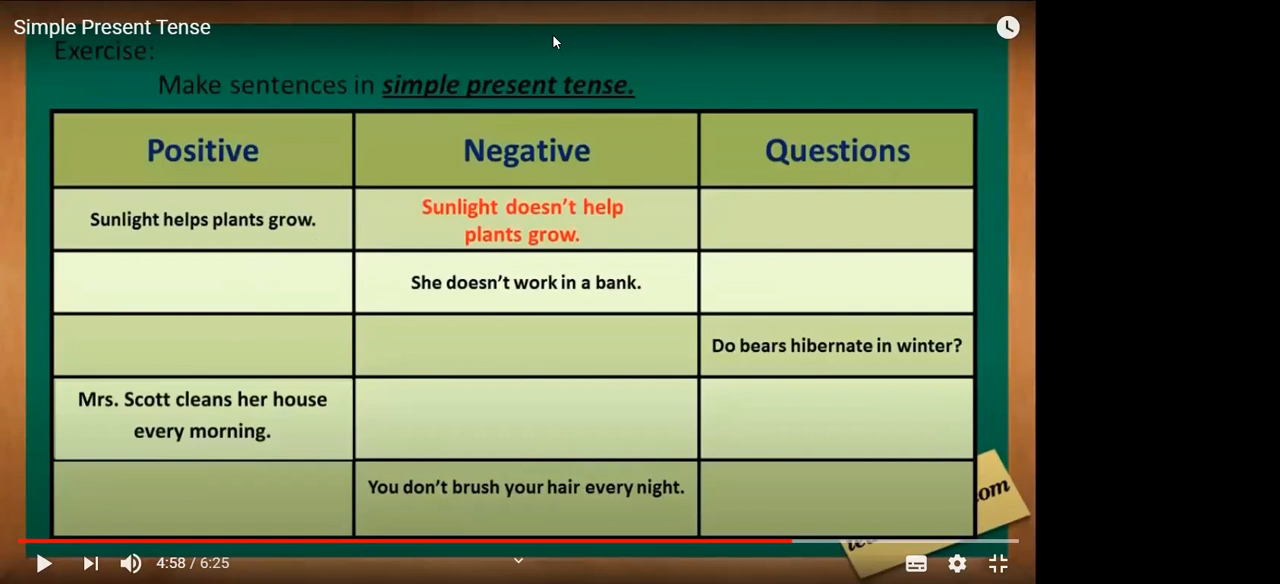 Simple Present Tense
Exercise:
Make sentences in simple present tense.
Positive Negative Questions
Sunlight helps plants grow.
Sunlight doesn’t help
plants grow.
She doesn’t work in a bank.
Do bears hibernate in winter?
Mrs. Scott cleans her house
every morning.
You don’t brush your hair every night.
4:58 / 6:25